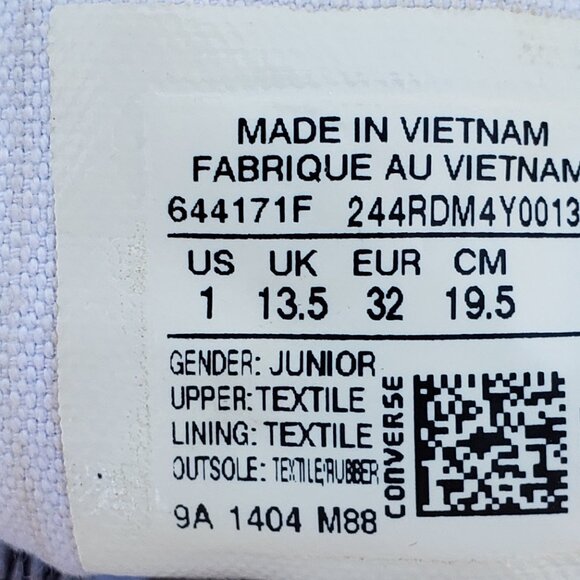 MADE IN VIETNAM
FABRIQUE AU VIETNAM
644171F 244RDM4Y0013
US UK EUR CM
1 13.5 32 19.5
GENDER: JUNIOR
UPPER: TEXTILE
LINING: TEXTILE
OUTSOLE: TEXTILE/RUBBER
CONVERSE
9A 1404 M88